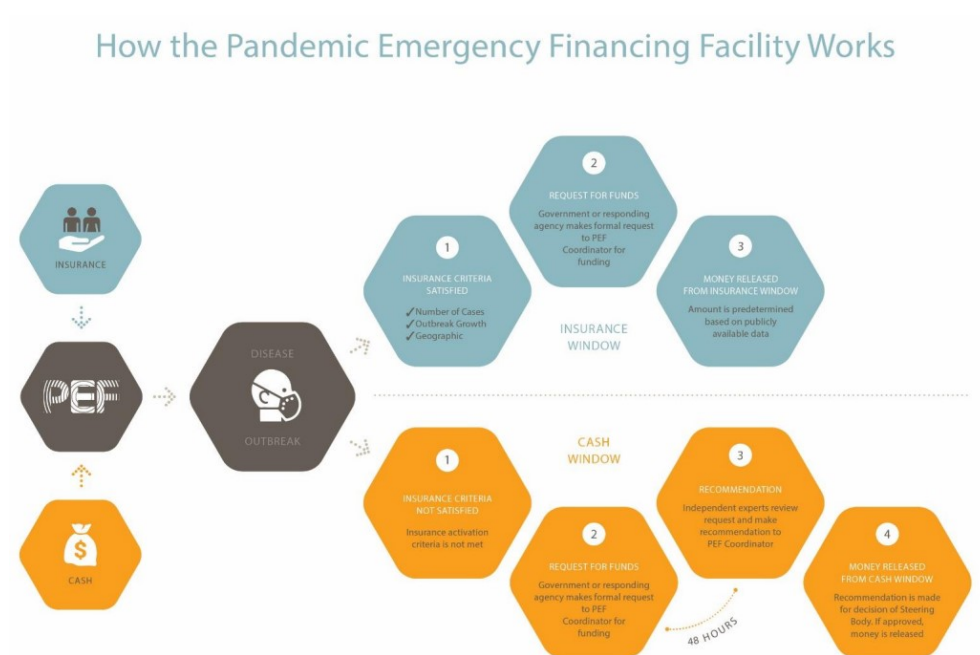 How the Pandemic Emergency Financing Facility Works
INSURANCE
PEF
$
CASH
DISEASE
OUTBREAK
1
INSURANCE CRITERIA
SATISFIED
✓Number of Cases
✓Outbreak Growth
✓Geographic
2
REQUEST FOR FUNDS
Government or responding
agency makes formal request
to PEF
Coordinator for
funding
3
MONEY RELEASED
FROM INSURANCE WINDOW
Amount is predetermined
based on publicly
available data
INSURANCE
WINDOW
CASH
WINDOW
1
INSURANCE CRITERIA
NOT SATISFIED
Insurance activation
criteria is not met
2
REQUEST FOR FUNDS
Government or responding
agency makes formal request
to PEF
Coordinator for
funding
3
RECOMMENDATION
Independent experts review
request and make
recommendation to
PEF Coordinator
48 HOURS
4
MONEY RELEASED
FROM CASH WINDOW
Recommendation is made
for decision of Steering
Body. If approved,
money is released